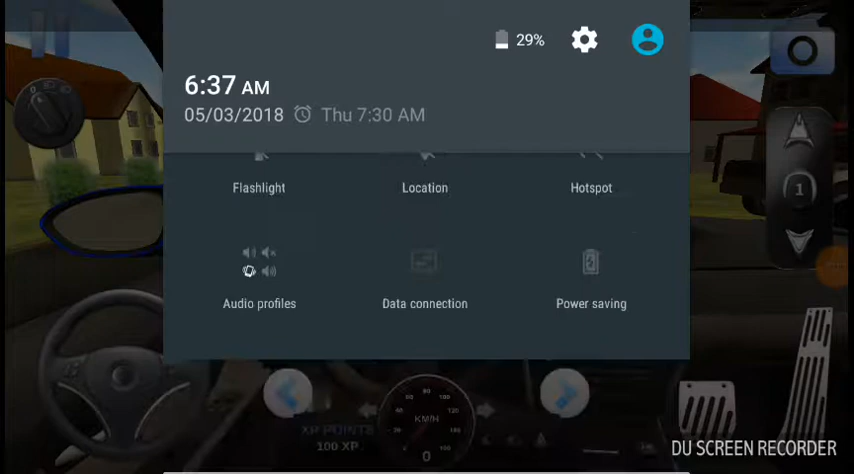 29%
6:37 AM
05/03/2018 Thu 7:30 AM
Flashlight Location Hotspot
1
Audio profiles Data connection Power saving
KM/H
XP POINTS
100 XP
0
DU SCREEN RECORDER